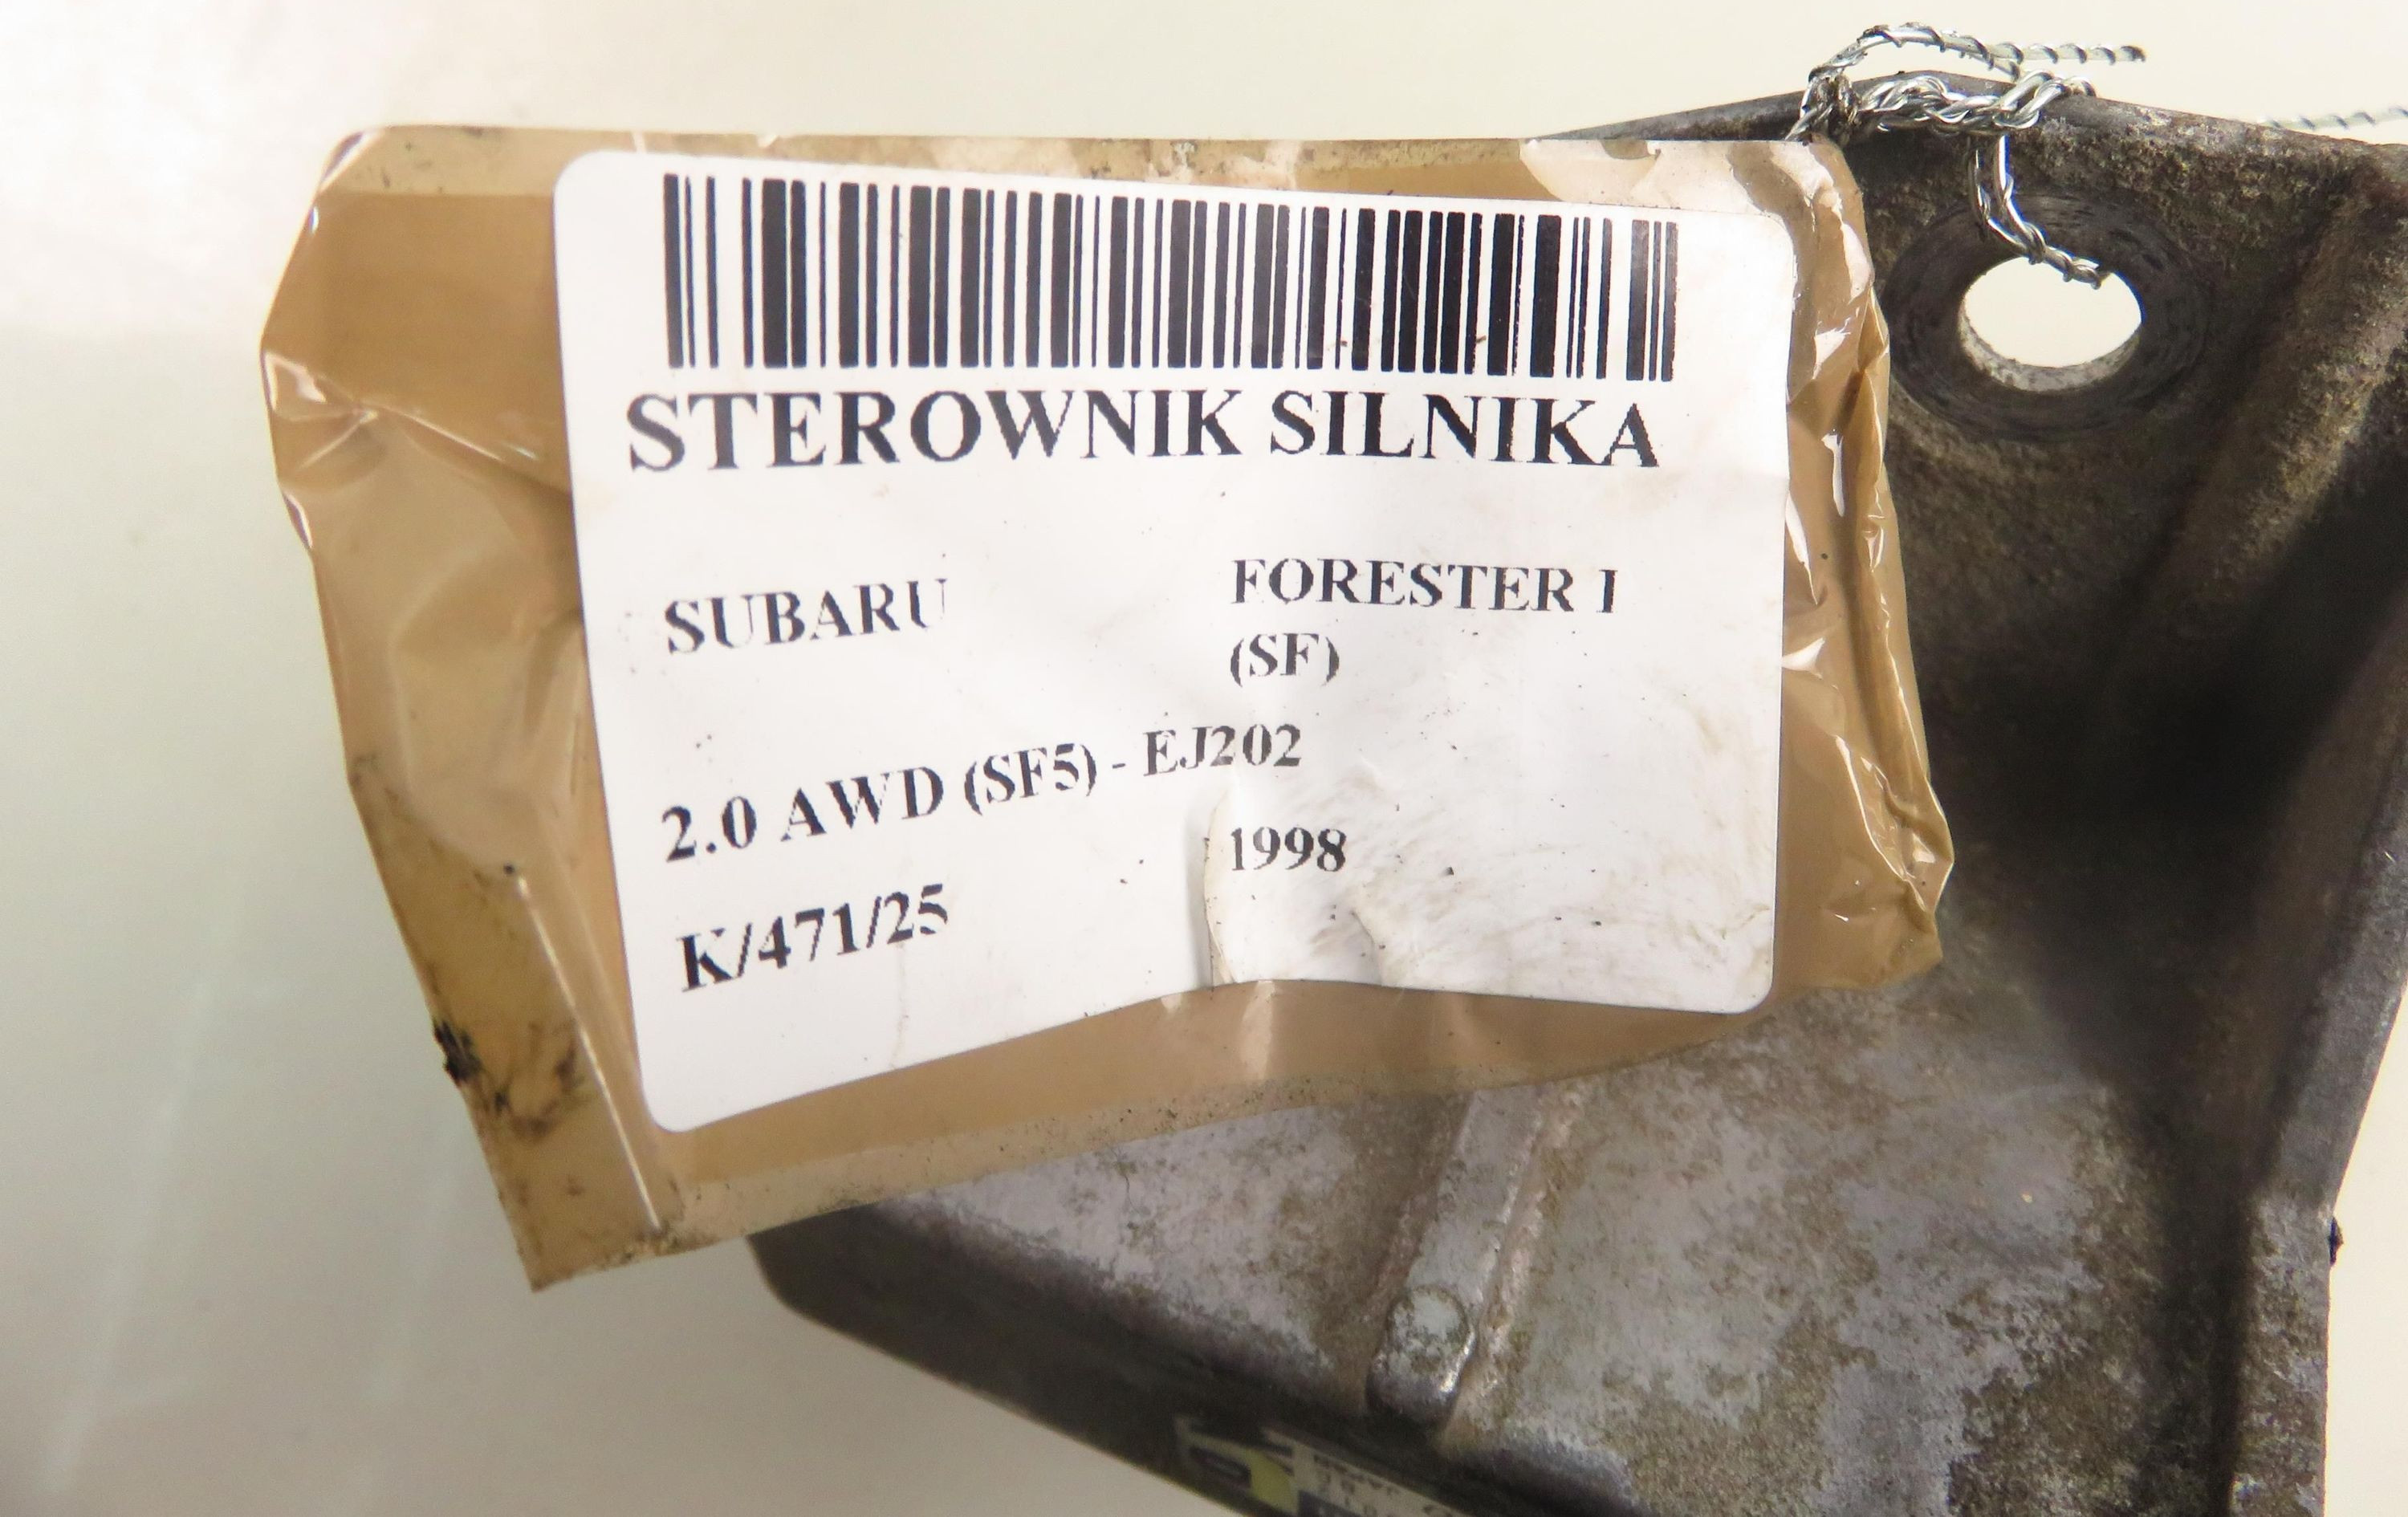 STEROWNIK SILNIKA
SUBARU FORESTER I
(SF)
2.0 AWD (SF5) - EJ202
1998
K/471/25